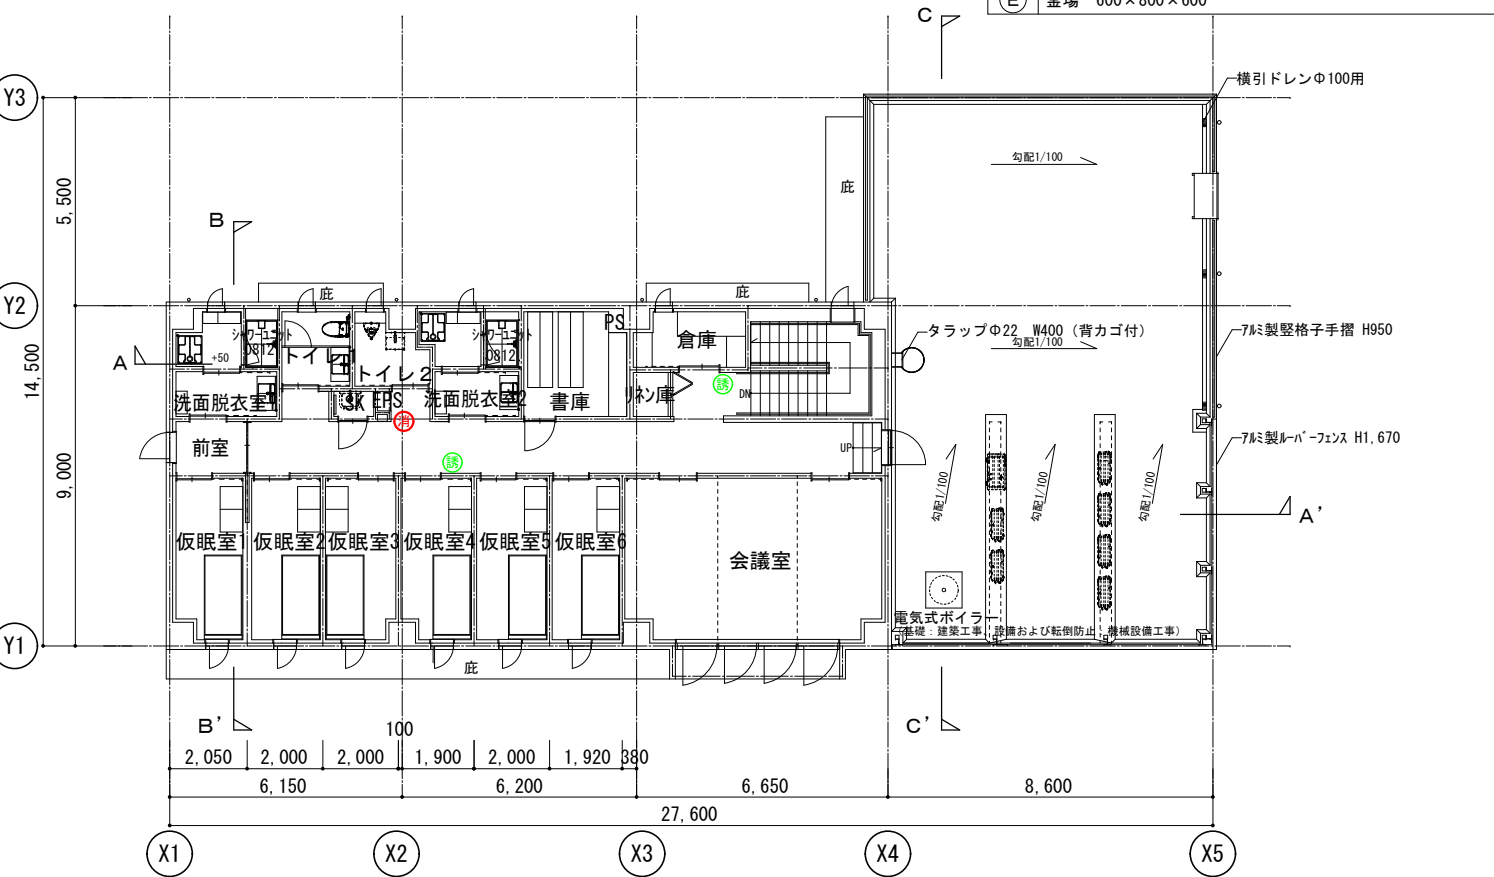 C
E 釜場 600×800×600
Y3
横引ドレンΦ100用
勾配1/100
5,500
庇
B
Y2
庇
庇
PS
倉庫
タラップΦ22 W400（背カゴ付）
アルミ製竪格子手摺 H950
勾配1/100
シャワーユニット
0812
シャワーユニット
0812
A
+50
トイレ1
トイレ2
14,500
誘
洗面脱衣室1
SK
EPS
洗面脱衣室2
書庫
リネン庫
DN
消
前室
UP
アルミ製ルーバーフェンス H1,670
誘
9,000
勾配1/100
勾配1/100
勾配1/100
A’
仮眠室1
仮眠室2
仮眠室3
仮眠室4
仮眠室5
仮眠室6
会議室
電気式ボイラー
（基礎：建築工事 設備および転倒防止 機械設備工事）
Y1
庇
B’
C’
100
2,050
2,000
2,000
1,900
2,000
1,920
380
6,150
6,200
6,650
8,600
27,600
X1
X2
X3
X4
X5